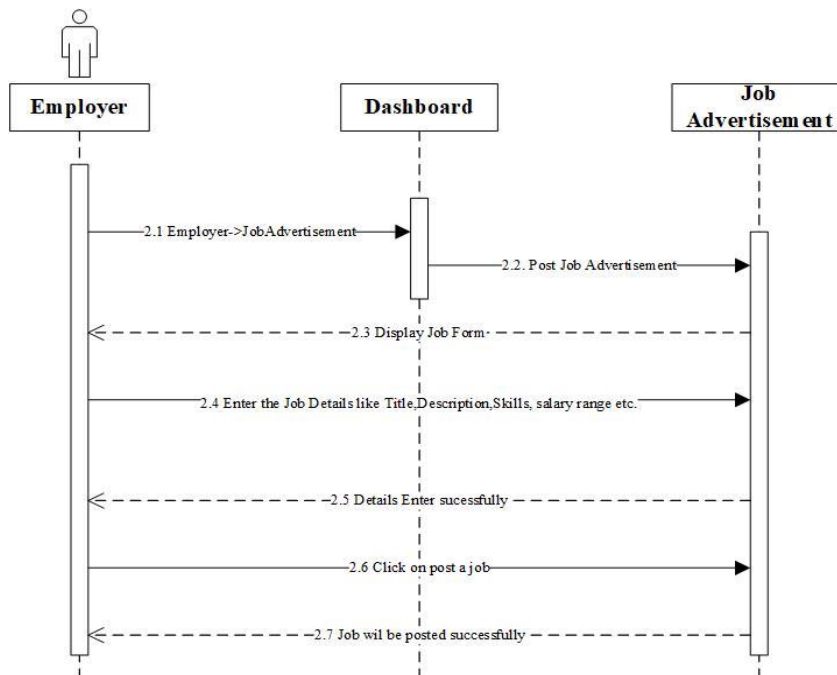 Employer
Dashboard
Job
Advertisement
2.1 Employer->JobAdvertisement
2.2. Post Job Advertisement
2.3 Display Job Form
2.4 Enter the Job Details like Title,Description,Skills, salary range etc.
2.5 Details Enter sucessfully
2.6 Click on post a job
2.7 Job wil be posted successfully